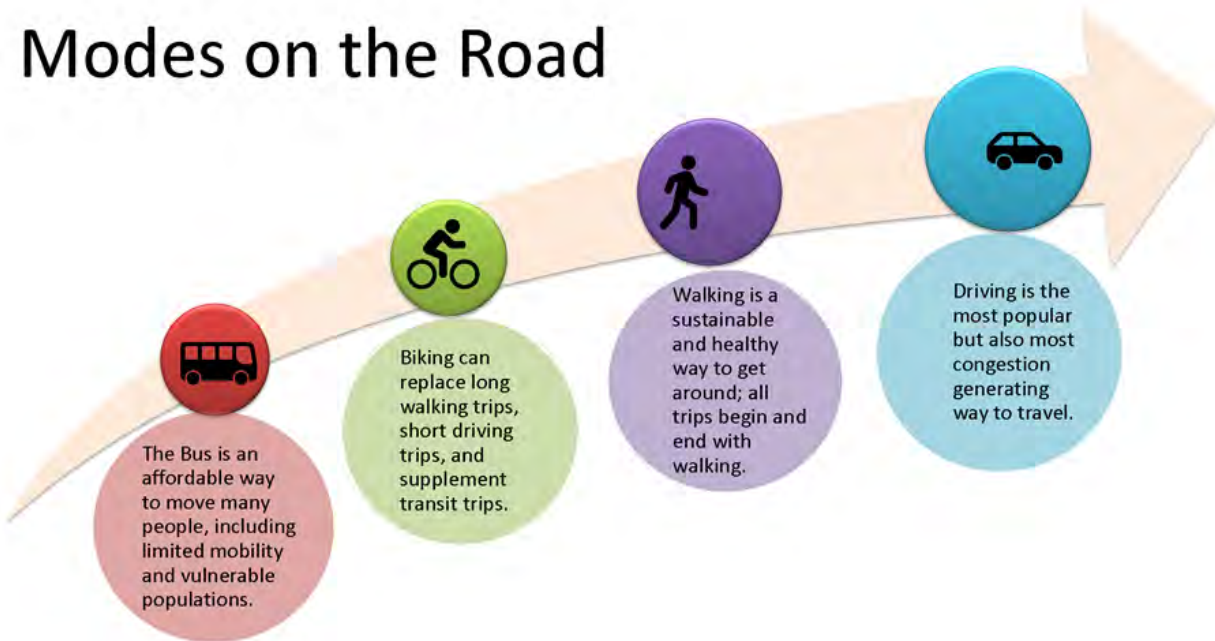 Modes on the Road
The Bus is an
affordable way
to move many
people, including
limited mobility
and vulnerable
populations.
Biking can
replace long
walking trips,
short driving
trips, and
supplement
transit trips.
Walking is a
sustainable
and healthy
way to get
around; all
trips begin and
end with
walking.
Driving is the
most popular
but also most
congestion
generating
way to travel.